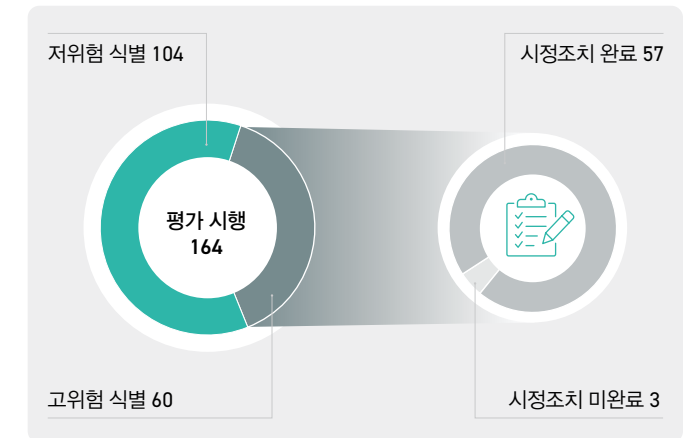 저위험 식별 104
시정조치 완료 57
평가 시행
164
고위험 식별 60
시정조치 미완료 3